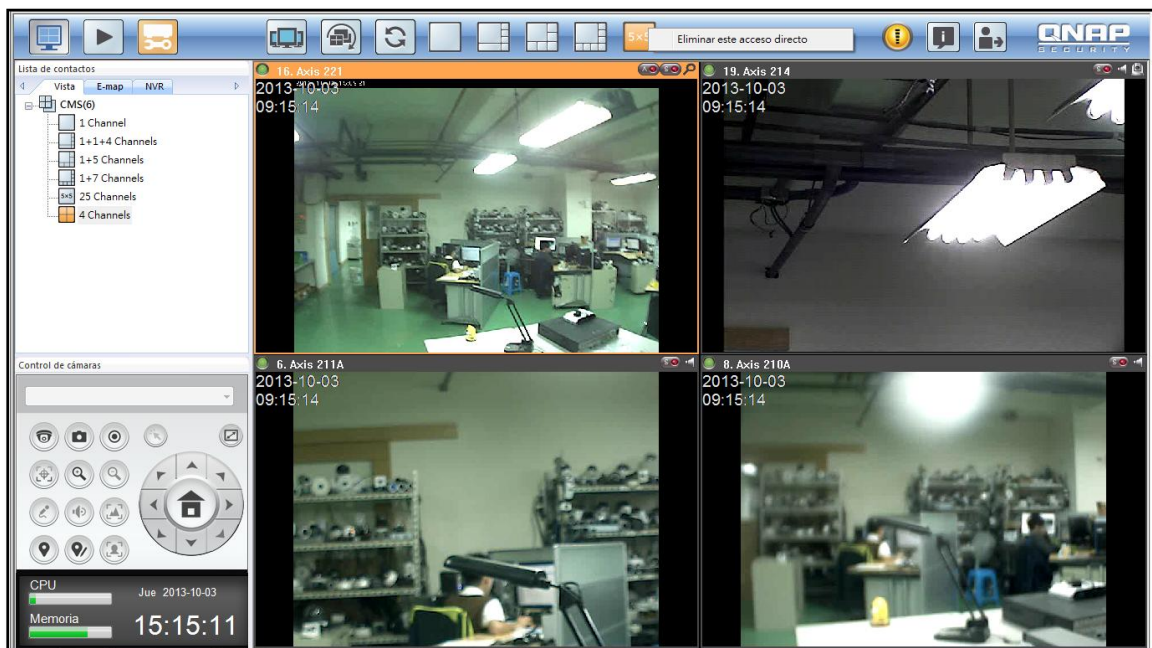 5×5
Eliminar este acceso directo
QNAP
SECURITY
Lista de contactos
Vista
E-map
NVR
CMS(6)
1 Channel
1+1+4 Channels
1+5 Channels
1+7 Channels
5×5 25 Channels
4 Channels
16. Axis 221
2013-10-03
09:15:14
19. Axis 214
2013-10-03
09:15:14
Control de cámaras
6. Axis 211A
2013-10-03
09:15:14
8. Axis 210A
2013-10-03
09:15:14
CPU
Memoria
Jue 2013-10-03
15:15:11